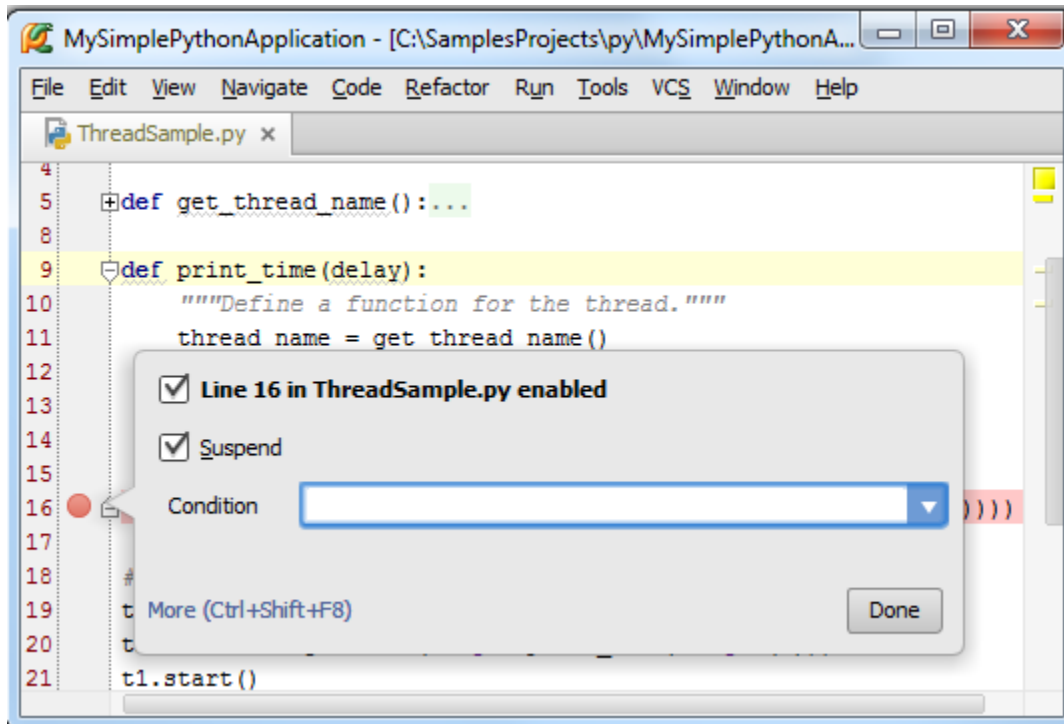 MySimplePythonApplication - [C:\SamplesProjects\py\MySimplePythonA...
File Edit View Navigate Code Refactor Run Tools VCS Window Help
ThreadSample.py
4
5 def get_thread_name():...
8
9 def print_time(delay):
10 """Define a function for the thread."""
11 thread_name = get_thread_name()
12
13
14
15
16 ))))
17
18 #
19 t
20 t
21 t1.start()
Line 16 in ThreadSample.py enabled
Suspend
Condition
More (Ctrl+Shift+F8)
Done